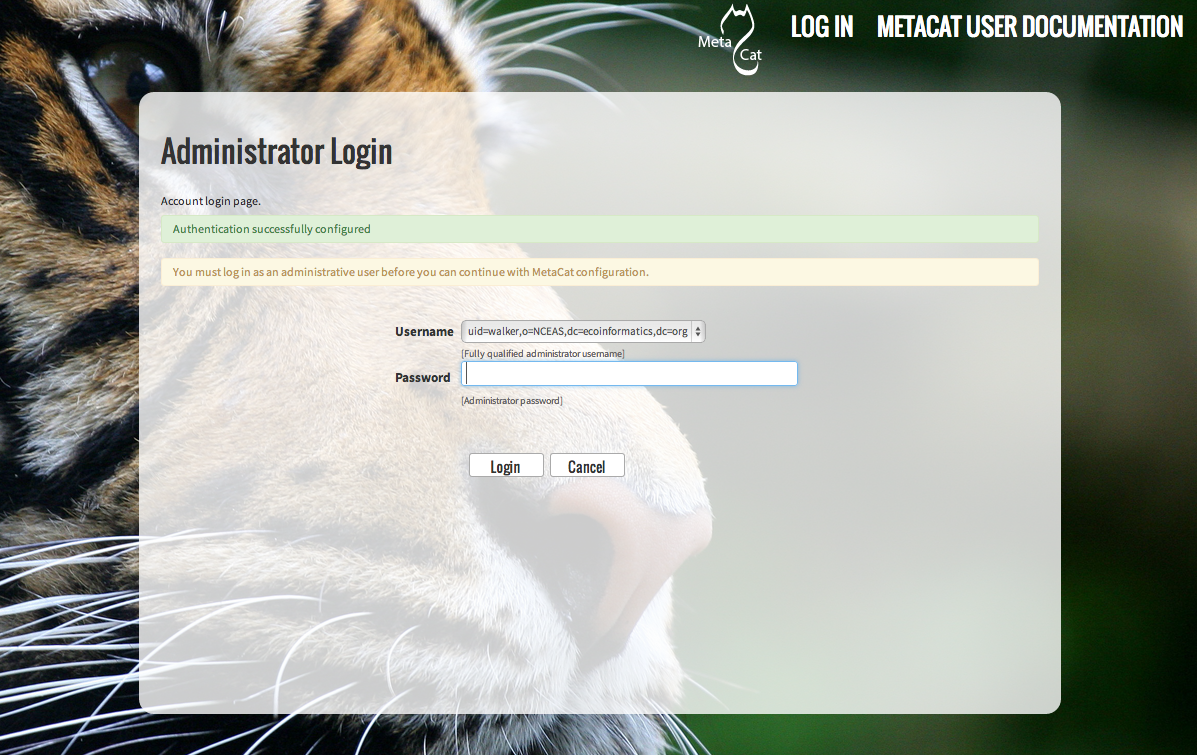 Meta
Cat
LOG IN
METACAT USER DOCUMENTATION
Administrator Login
Account login page.
Authentication successfully configured
You must log in as an administrative user before you can continue with MetaCat configuration.
Username uid=walker,o=NCEAS,dc=ecoinformatics,dc=org
[Fully qualified administrator username]
Password
[Administrator password]
Login Cancel